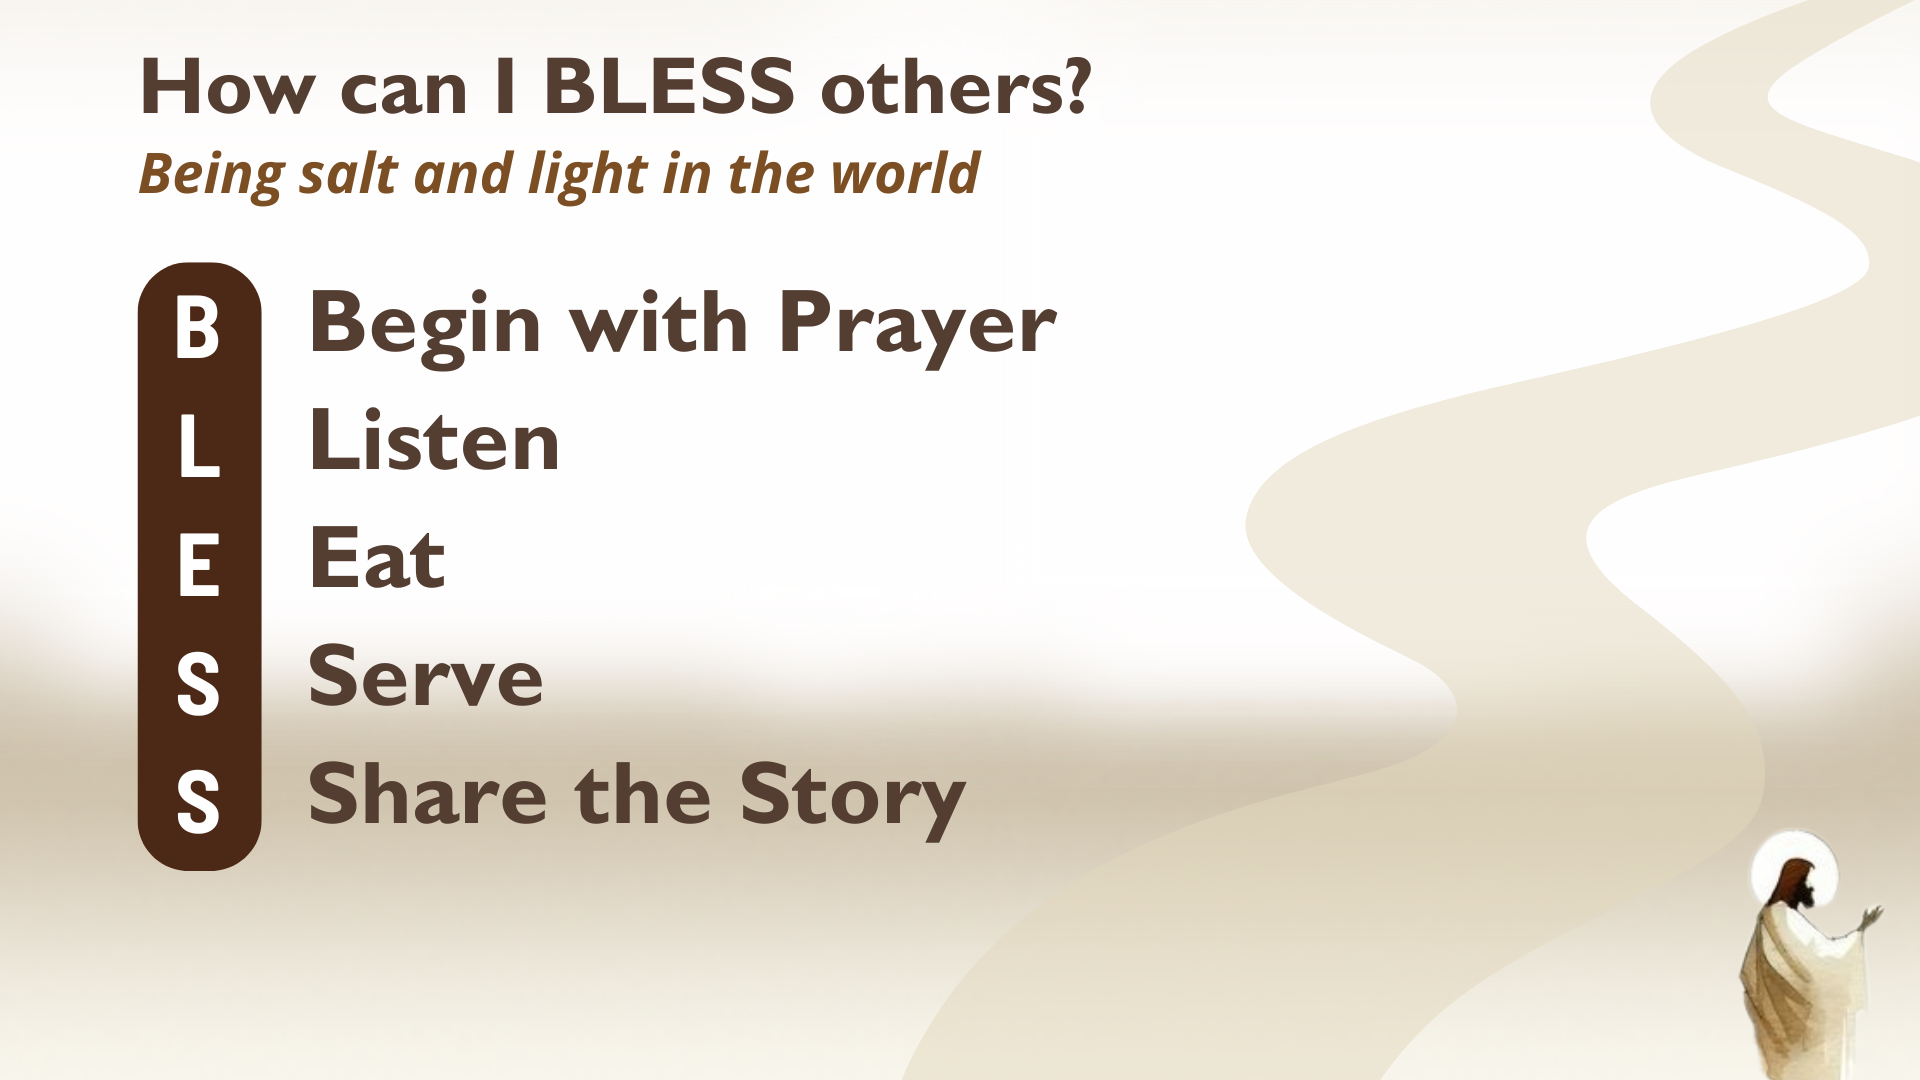 How can I BLESS others?
Being salt and light in the world
B Begin with Prayer
L Listen
E Eat
S Serve
S Share the Story